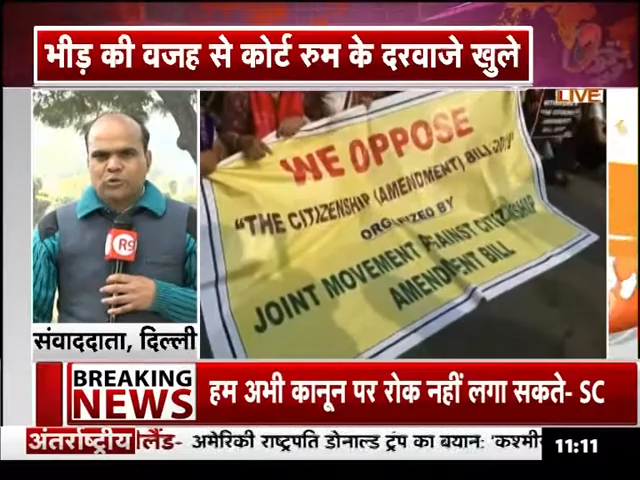 भीड़ की वजह से कोर्ट रुम के दरवाजे खुले
LIVE
WE OPPOSE
"THE CITIZENSHIP (AMENDMENT) BILL-
ORGANIZED BY
JOINT MOVEMENT AGAINST CITIZENSHIP
AMENDMENT BILL
R9
संवाददाता, दिल्ली
BREAKING
NEWS
हम अभी कानून पर रोक नहीं लगा सकते- SC
अंतर्राष्ट्रीय
लैंड- अमेरिकी राष्ट्रपति डोनाल्ड ट्रंप का बयान: 'कश्मी
11:11